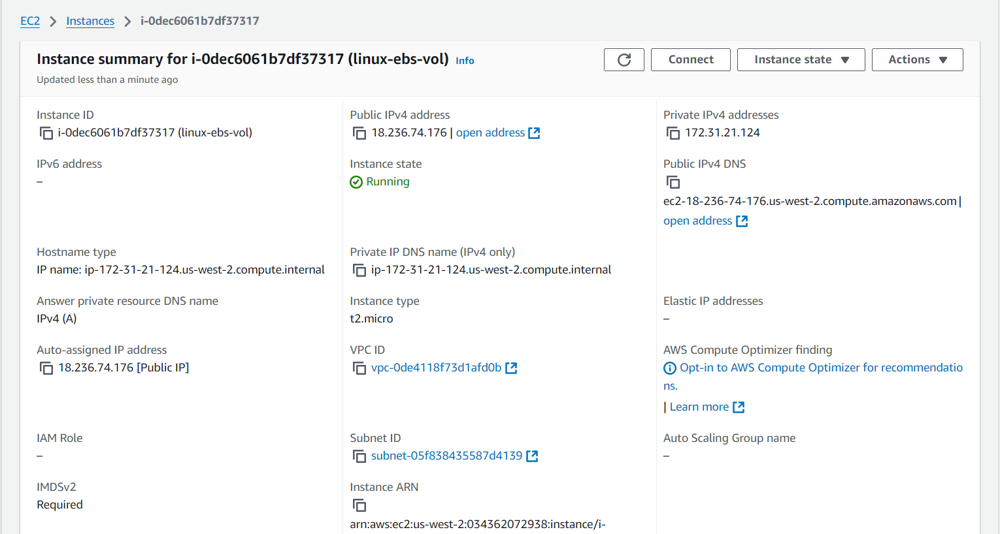 EC2 > Instances > i-0dec6061b7df37317
Instance summary for i-0dec6061b7df37317 (linux-ebs-vol) Info
Updated less than a minute ago
Connect
Instance state
Actions
Instance ID
i-0dec6061b7df37317 (linux-ebs-vol)
Public IPv4 address
18.236.74.176 | open address
Private IPv4 addresses
172.31.21.124
IPv6 address
–
Instance state
Running
Public IPv4 DNS
ec2-18-236-74-176.us-west-2.compute.amazonaws.com |
open address
Hostname type
IP name: ip-172-31-21-124.us-west-2.compute.internal
Private IP DNS name (IPv4 only)
ip-172-31-21-124.us-west-2.compute.internal
Answer private resource DNS name
IPv4 (A)
Instance type
t2.micro
Elastic IP addresses
–
Auto-assigned IP address
18.236.74.176 [Public IP]
VPC ID
vpc-0de4118f73d1afd0b
AWS Compute Optimizer finding
Opt-in to AWS Compute Optimizer for recommendatio
ns.
| Learn more
IAM Role
–
Subnet ID
subnet-05f838435587d4139
Auto Scaling Group name
–
IMDSv2
Required
Instance ARN
arn:aws:ec2:us-west-2:034362072938:instance/i-